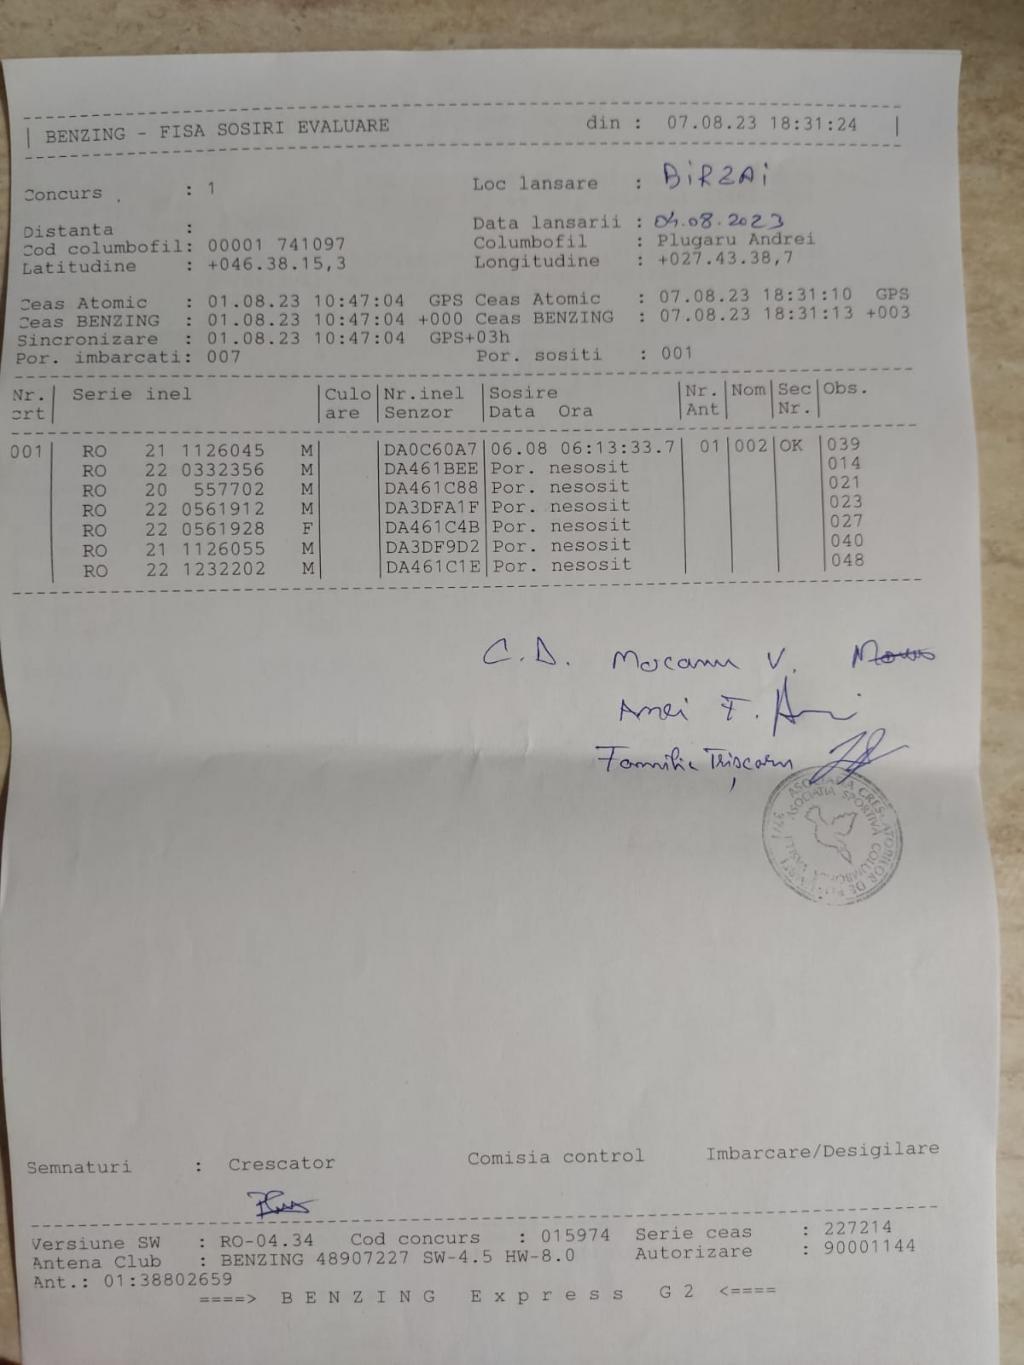 BENZING - FISA SOSIRI EVALUARE din : 07.08.23 18:31:24
Concurs : 1 Loc lansare : BiRZAi
Distanta : Data lansarii : 04.08.2023
Cod columbofil: 00001 741097 Columbofil : Plugaru Andrei
Latitudine : +046.38.15,3 Longitudine : +027.43.38,7
Ceas Atomic : 01.08.23 10:47:04 GPS Ceas Atomic : 07.08.23 18:31:10 GPS
Ceas BENZING : 01.08.23 10:47:04 +000 Ceas BENZING : 07.08.23 18:31:13 +003
Sincronizare : 01.08.23 10:47:04 GPS+03h
Por. imbarcati: 007 Por. sositi : 001
Nr. | Serie inel | Culo | Nr.inel | Sosire | Nr. | Nom | Sec | Obs.
crt | are | Senzor | Data Ora | Ant | Nr.
001 | RO 21 1126045 M | DA0C60A7 | 06.08 06:13:33.7 | 01 | 002 | OK | 039
RO 22 0332356 M | DA461BEE | Por. nesosit | 014
RO 20 557702 M | DA461C88 | Por. nesosit | 021
RO 22 0561912 M | DA3DFA1F | Por. nesosit | 023
RO 22 0561928 F | DA461C4B | Por. nesosit | 027
RO 21 1126055 M | DA3DF9D2 | Por. nesosit | 040
RO 22 1232202 M | DA461C1E | Por. nesosit | 048
C.D. Mocanu V.
Anei F.
Familia Trișcaru
Semnaturi : Crescator Comisia control Imbarcare/Desigilare
Versiune SW : RO-04.34 Cod concurs : 015974 Serie ceas : 227214
Antena Club : BENZING 48907227 SW-4.5 HW-8.0 Autorizare : 90001144
Ant.: 01:38802659
====> B E N Z I N G E x p r e s s G 2 <====